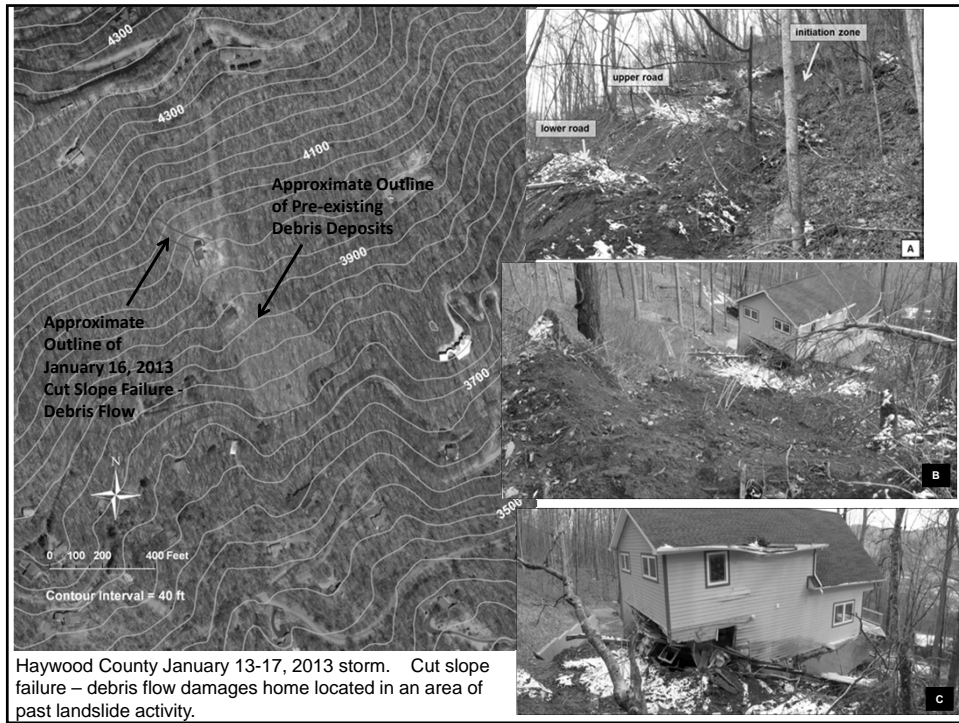 4300
4300
4100
Approximate Outline
of Pre-existing
Debris Deposits
3900
Approximate
Outline of
January 16, 2013
Cut Slope Failure -
Debris Flow
3700
N
3500
0 100 200 400 Feet
Contour Interval = 40 ft
initiation zone
upper road
lower road
A
B
C
Haywood County January 13-17, 2013 storm. Cut slope
failure – debris flow damages home located in an area of
past landslide activity.